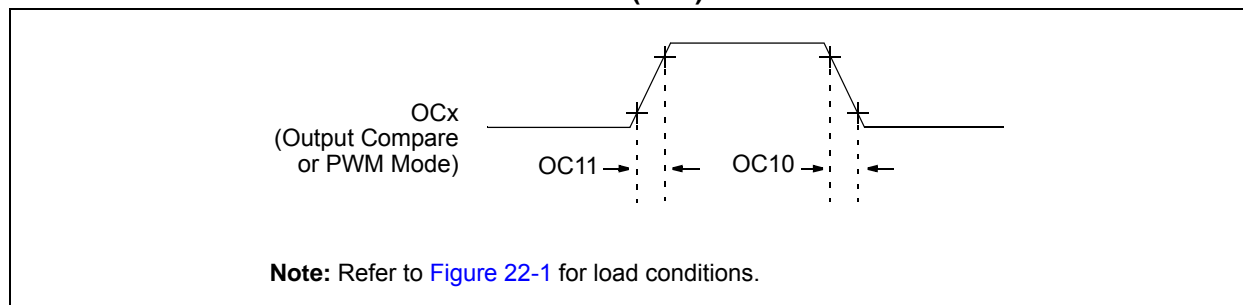 OCx
(Output Compare
or PWM Mode)
OC11
OC10
Note: Refer to Figure 22-1 for load conditions.